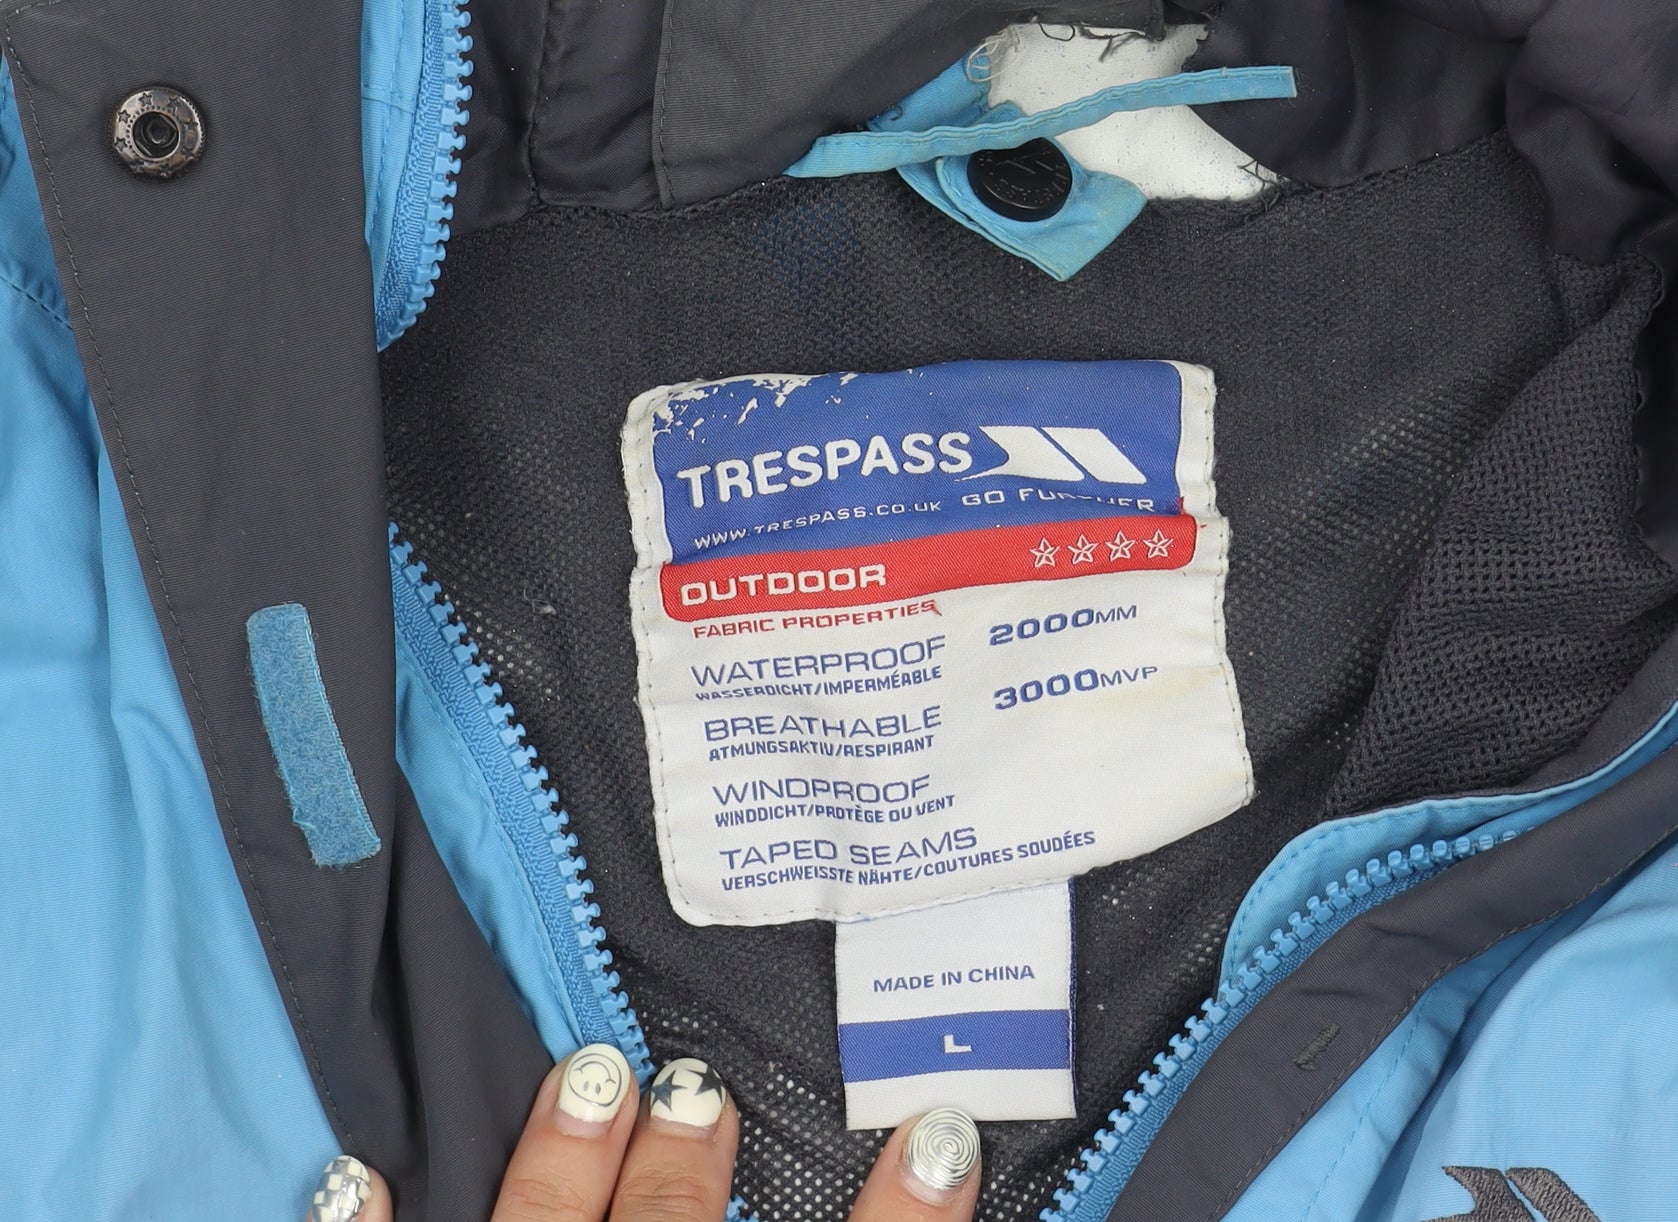 TRESPASS
WWW.TRESPASS.CO.UK GO FURTHER
OUTDOOR
FABRIC PROPERTIES
WATERPROOF 2000MM
WASSERDICHT/IMPERMÉABLE
BREATHABLE 3000MVP
ATMUNGSAKTIV/RESPIRANT
WINDPROOF
WINDDICHT/PROTÈGE DU VENT
TAPED SEAMS
VERSCHWEISSTE NÄHTE/COUTURES SOUDÉES
MADE IN CHINA
L